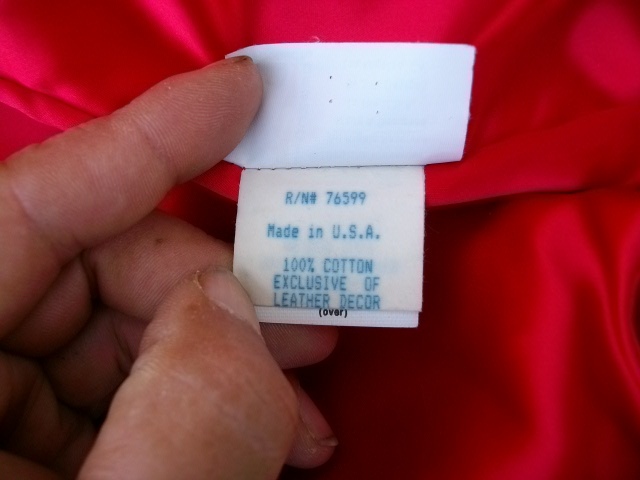 R/N# 76599
Made in U.S.A.
100% COTTON
EXCLUSIVE OF
LEATHER DECOR
(over)